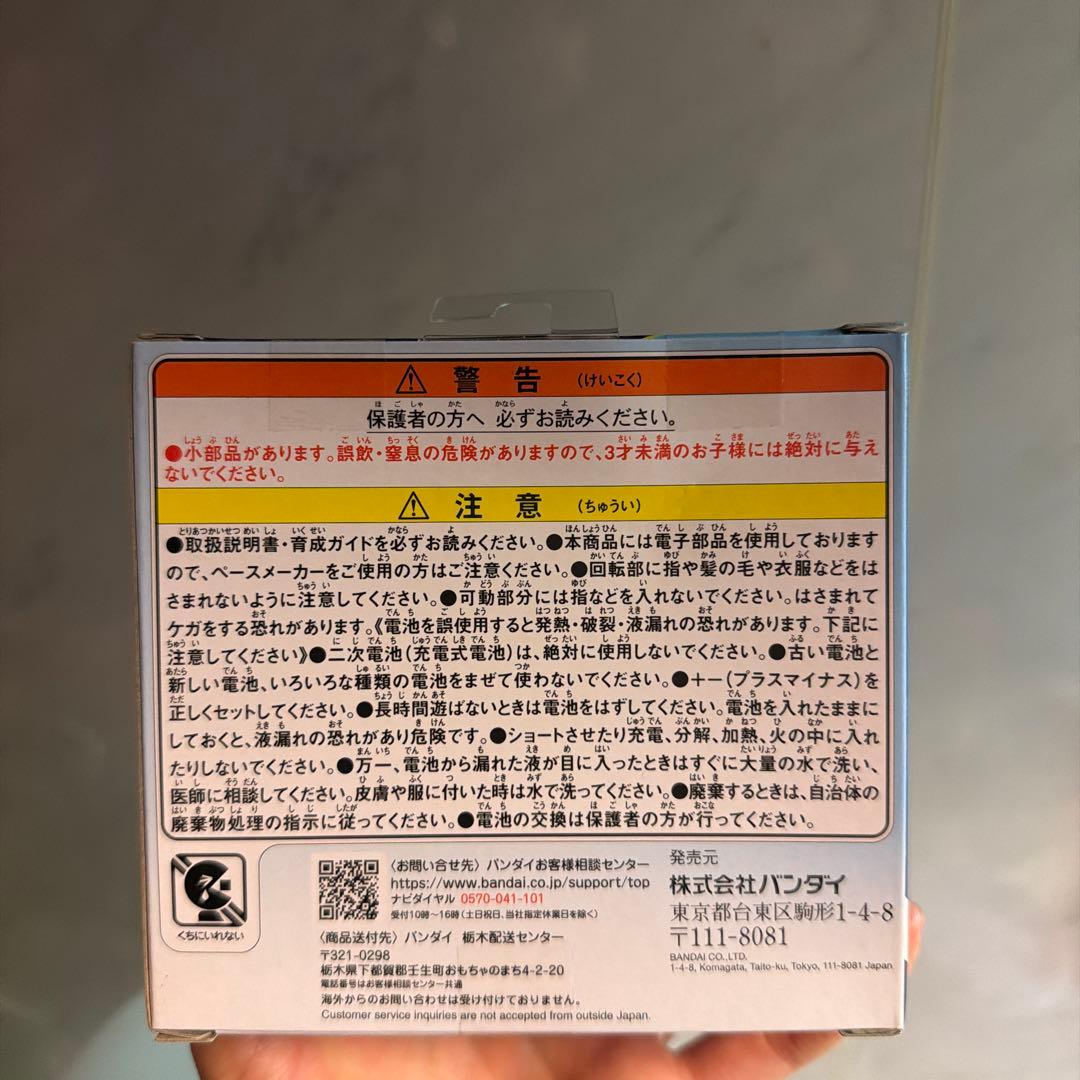 警告 (けいこく)
保護者の方へ 必ずお読みください。
●小部品があります。誤飲・窒息の危険がありますので、3才未満のお子様には絶対に与え
ないでください。
注意 (ちゅうい)
●取扱説明書・育成ガイドを必ずお読みください。●本商品には電子部品を使用しております
ので、ペースメーカーをご使用の方はご注意ください。●回転部に指や髪の毛や衣服などをは
さまれないように注意してください。●可動部分には指などを入れないでください。はさまれて
ケガをする恐れがあります。《電池を誤使用すると発熱・破裂・液漏れの恐れがあります。下記に
注意してください》●二次電池(充電式電池)は、絶対に使用しないでください。●古い電池と
新しい電池、いろいろな種類の電池をまぜて使わないでください。●+-(プラスマイナス)を
正しくセットしてください。●長時間遊ばないときは電池をはずしてください。電池を入れたままに
しておくと、液漏れの恐れがあり危険です。●ショートさせたり充電、分解、加熱、火の中に入れ
たりしないでください。●万一、電池から漏れた液が目に入ったときはすぐに大量の水で洗い、
医師に相談してください。皮膚や服に付いた時は水で洗ってください。●廃棄するときは、自治体の
廃棄物処理の指示に従ってください。●電池の交換は保護者の方が行ってください。
くちにいれない
〈お問い合せ先〉バンダイお客様相談センター
https://www.bandai.co.jp/support/top
ナビダイヤル 0570-041-101
受付10時〜16時(土日祝日、当社指定休業日を除く)
〈商品送付先〉バンダイ 栃木配送センター
〒321-0298
栃木県下都賀郡壬生町おもちゃのまち4-2-20
電話番号はお客様相談センター共通
海外からのお問い合わせは受け付けておりません。
Customer service inquiries are not accepted from outside Japan.
発売元
株式会社バンダイ
東京都台東区駒形1-4-8
〒111-8081
BANDAI CO.,LTD.
1-4-8, Komagata, Taito-ku, Tokyo, 111-8081 Japan